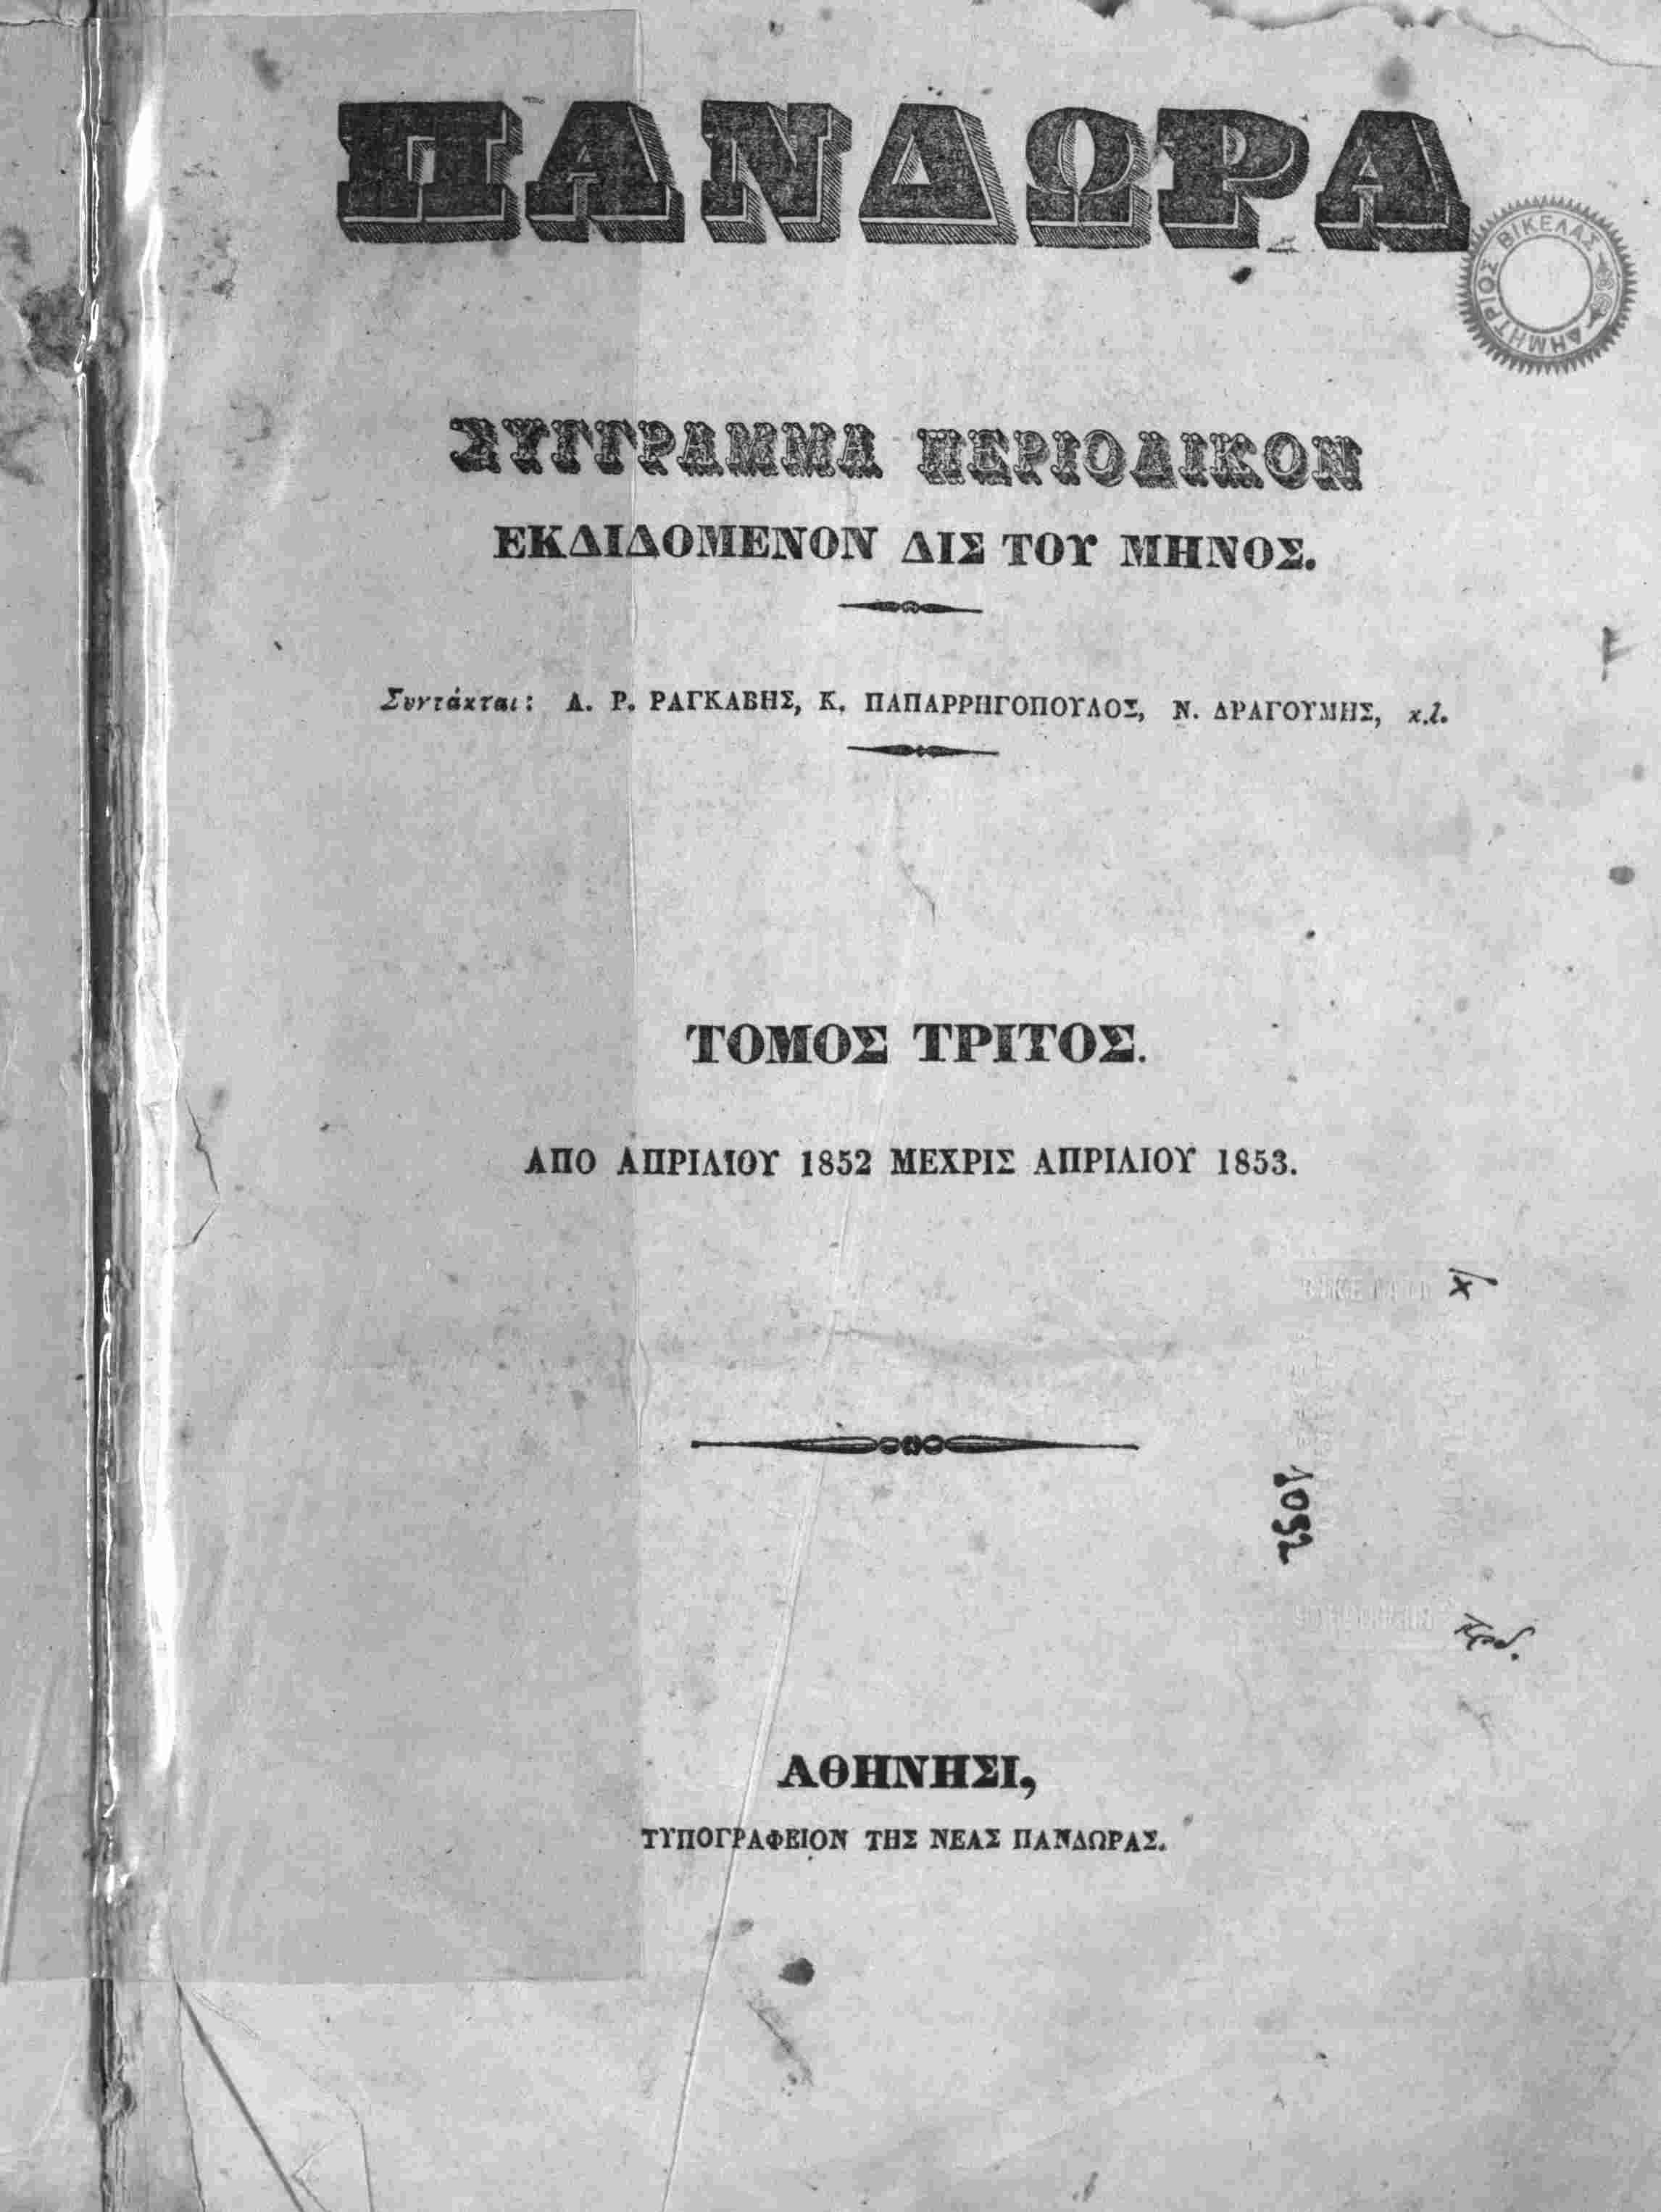 ΠΑΝΔΩΡΑ
ΔΗΜΗΤΡΙΟΣ ΒΙΚΕΛΑΣ
ΣΥΓΓΡΑΜΜΑ ΠΕΡΙΟΔΙΚΟΝ
ΕΚΔΙΔΟΜΕΝΟΝ ΔΙΣ ΤΟΥ ΜΗΝΟΣ.
Συντάκται: Α. Ρ. ΡΑΓΚΑΒΗΣ, Κ. ΠΑΠΑΡΡΗΓΟΠΟΥΛΟΣ, Ν. ΔΡΑΓΟΥΜΗΣ, κ.λ.
ΤΟΜΟΣ ΤΡΙΤΟΣ.
ΑΠΟ ΑΠΡΙΛΙΟΥ 1852 ΜΕΧΡΙΣ ΑΠΡΙΛΙΟΥ 1853.
1052
ΑΘΗΝΗΣΙ,
ΤΥΠΟΓΡΑΦΕΙΟΝ ΤΗΣ ΝΕΑΣ ΠΑΝΔΩΡΑΣ.